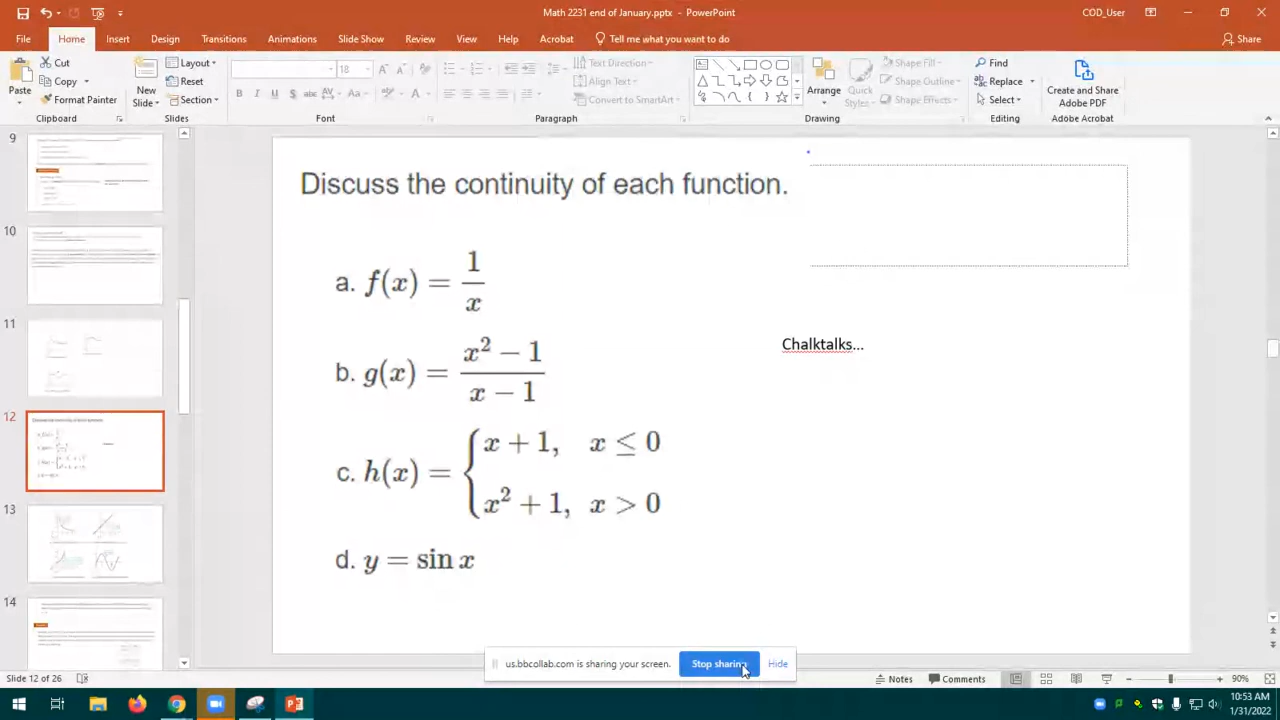 Math 2231 end of January.pptx - PowerPoint
COD_User
File Home Insert Design Transitions Animations Slide Show Review View Help Acrobat Tell me what you want to do Share
Paste Cut Copy Format Painter Clipboard
New Slide Layout Reset Section Slides
18 Font
Text Direction Align Text Convert to SmartArt Paragraph
Arrange Quick Styles Shape Fill Shape Outline Shape Effects Drawing
Find Replace Select Editing
Create and Share Adobe PDF Adobe Acrobat
9
10
11
12
13
14
Discuss the continuity of each function.
a. f(x) = 1/x
b. g(x) = (x² − 1)/(x − 1)
Chalktalks...
c. h(x) = { x + 1, x ≤ 0
x² + 1, x > 0
d. y = sin x
us.bbcollab.com is sharing your screen. Stop sharing Hide
Slide 12 of 26 Notes Comments 90%
10:53 AM
1/31/2022